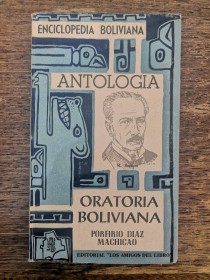 ENCICLOPEDIA BOLIVIANA
ANTOLOGIA
ORATORIA
BOLIVIANA
PORFIRIO DIAZ
MACHICAO
EDITORIAL "LOS AMIGOS DEL LIBRO"